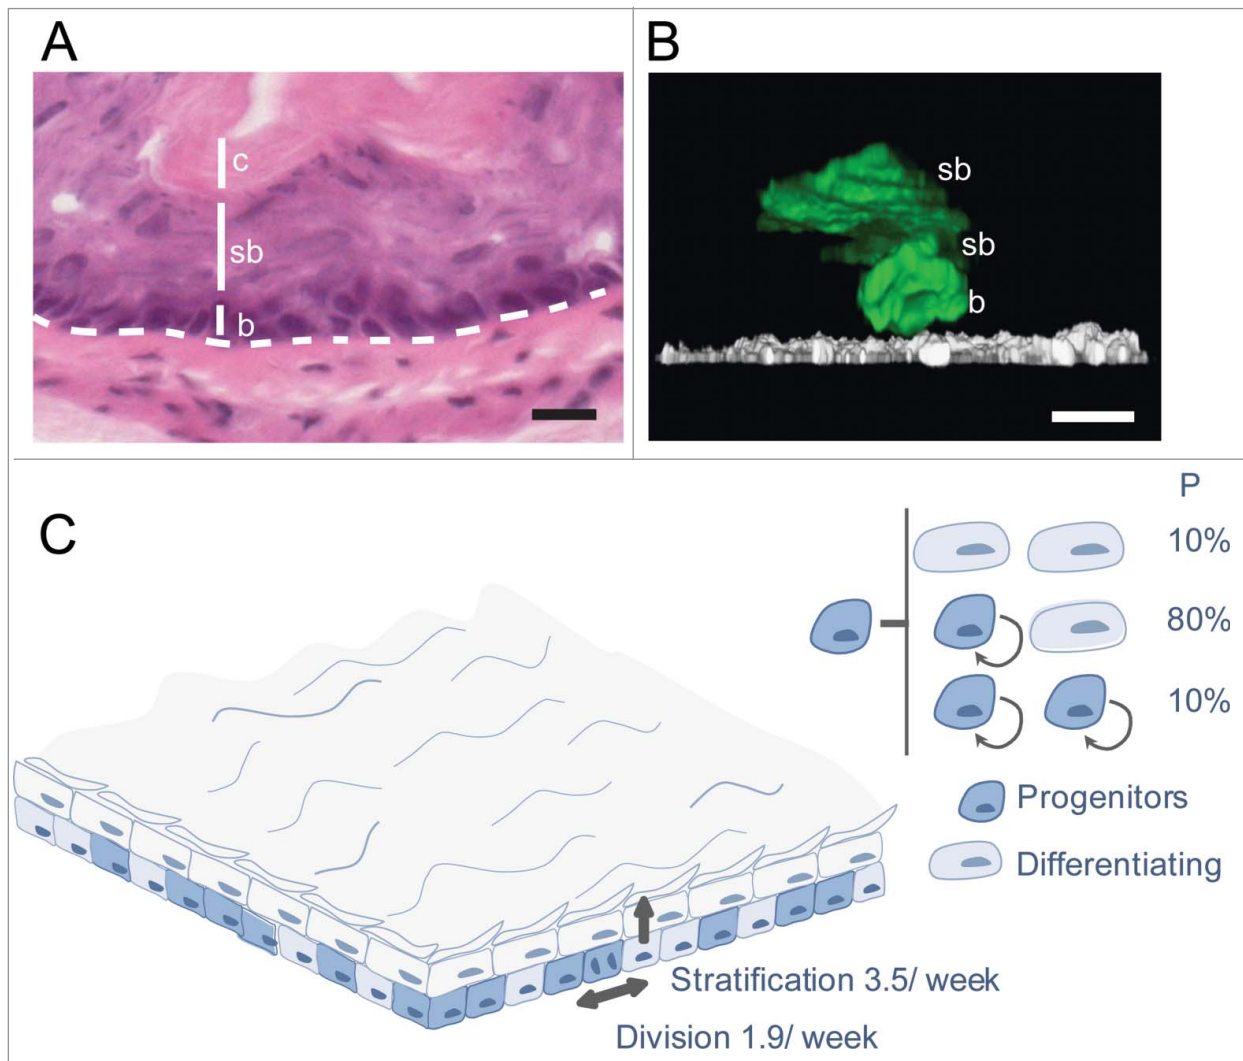 A
c
sb
b
B
sb
sb
b
C
P
10%
80%
10%
Progenitors
Differentiating
Stratification 3.5/ week
Division 1.9/ week